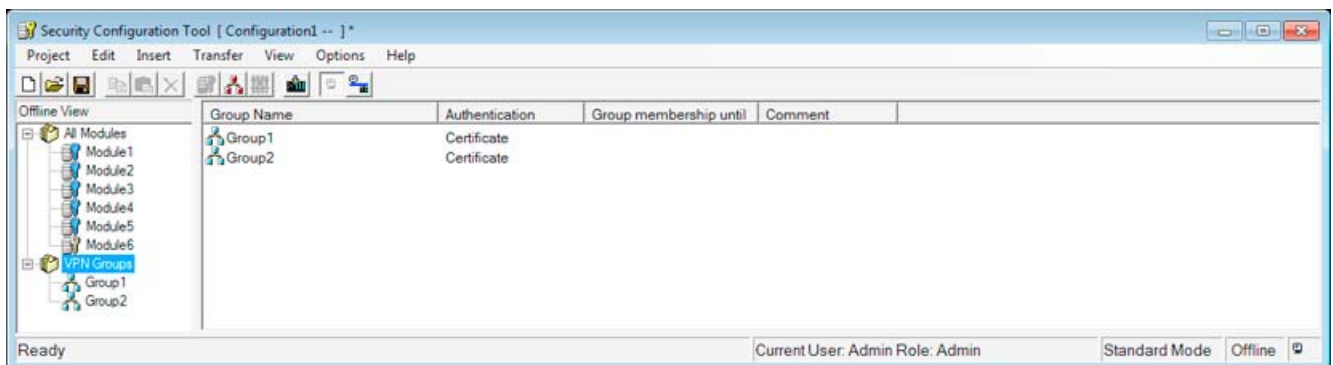 Security Configuration Tool [ Configuration1 -- ] *
Project Edit Insert Transfer View Options Help
Offline View
Group Name Authentication Group membership until Comment
All Modules
Group1 Certificate
Module1
Group2 Certificate
Module2
Module3
Module4
Module5
Module6
VPN Groups
Group1
Group2
Ready Current User: Admin Role: Admin Standard Mode Offline